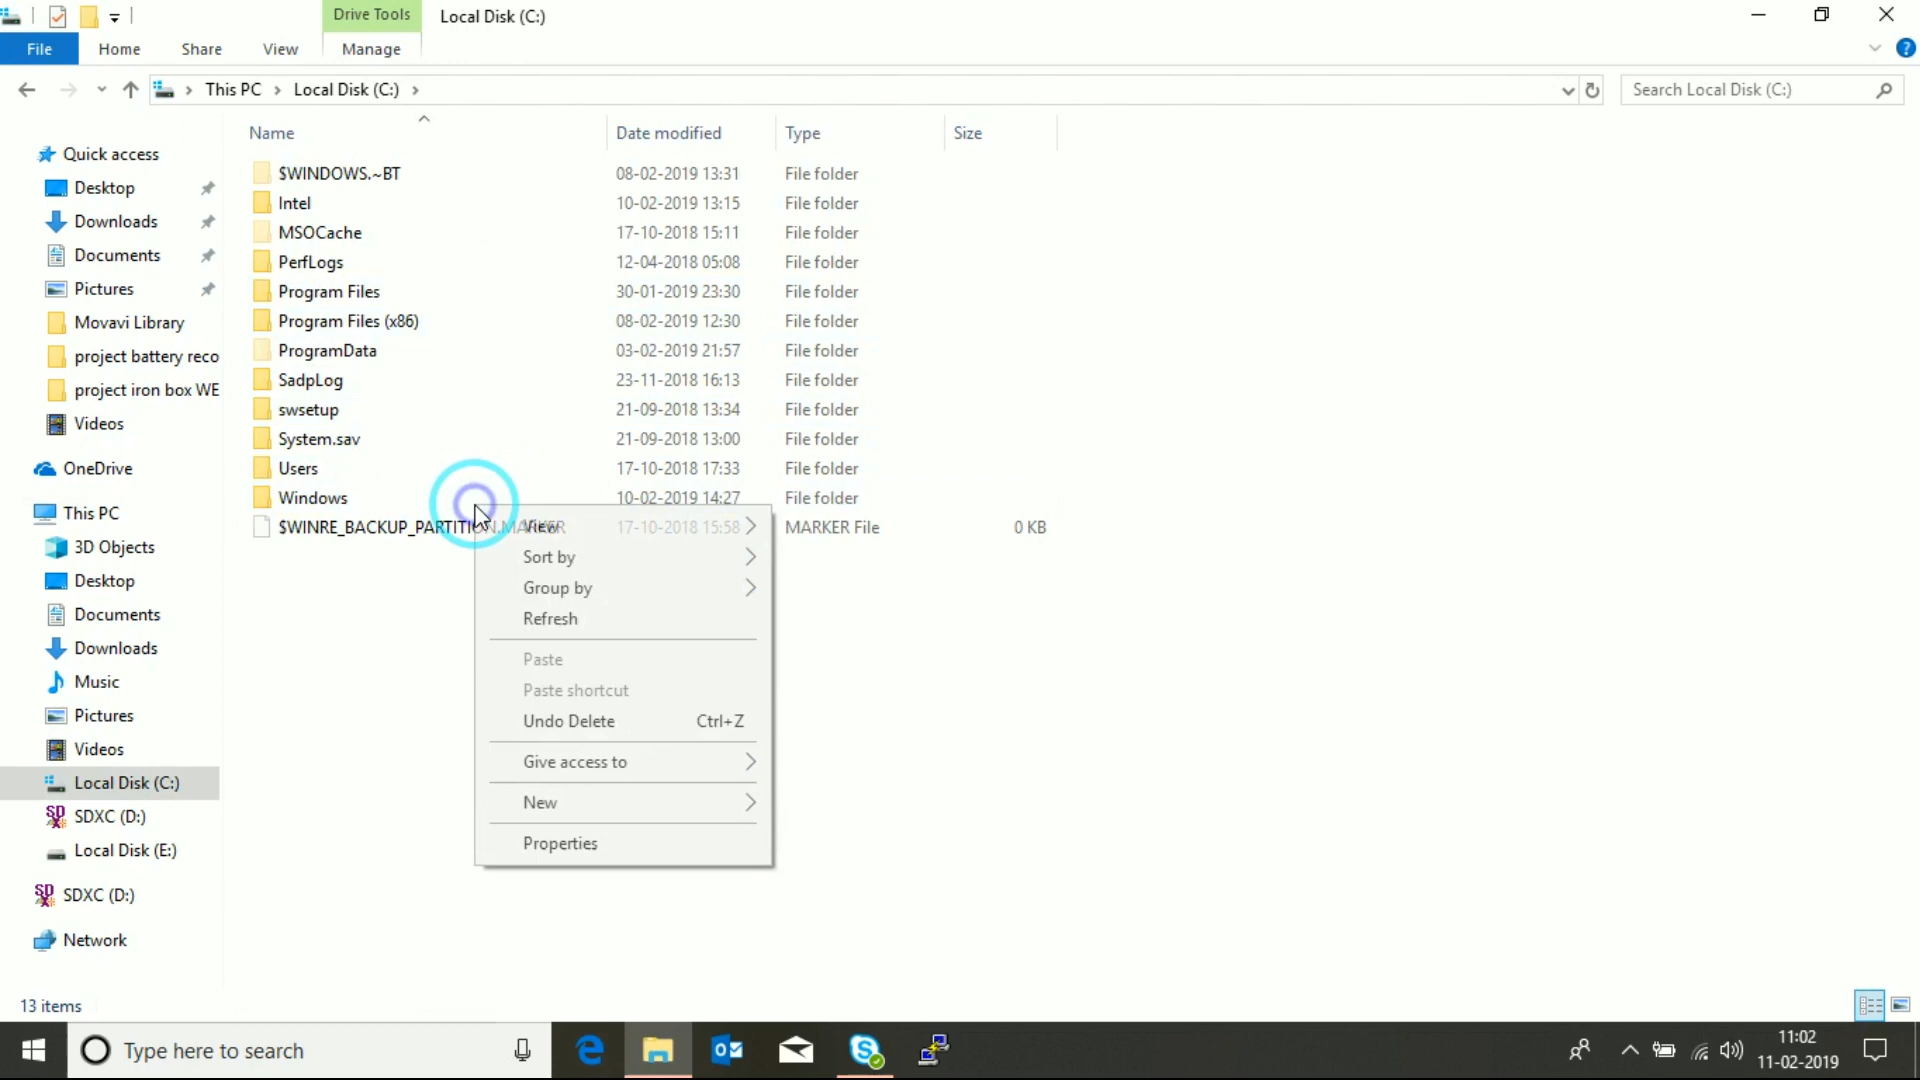 Drive Tools
Local Disk (C:)
File
Home
Share
View
Manage
This PC
Local Disk (C:)
Search Local Disk (C:)
Name
Date modified
Type
Size
Quick access
Desktop
Downloads
Documents
Pictures
Movavi Library
project battery reco
project iron box WE
Videos
OneDrive
This PC
3D Objects
Desktop
Documents
Downloads
Music
Pictures
Videos
Local Disk (C:)
SDXC (D:)
Local Disk (E:)
SDXC (D:)
Network
$WINDOWS.~BT 08-02-2019 13:31 File folder
Intel 10-02-2019 13:15 File folder
MSOCache 17-10-2018 15:11 File folder
PerfLogs 12-04-2018 05:08 File folder
Program Files 30-01-2019 23:30 File folder
Program Files (x86) 08-02-2019 12:30 File folder
ProgramData 03-02-2019 21:57 File folder
SadpLog 23-11-2018 16:13 File folder
swsetup 21-09-2018 13:34 File folder
System.sav 21-09-2018 13:00 File folder
Users 17-10-2018 17:33 File folder
Windows 10-02-2019 14:27 File folder
$WINRE_BACKUP_PARTITION.MARKER 17-10-2018 15:58 MARKER File 0 KB
View
Sort by
Group by
Refresh
Paste
Paste shortcut
Undo Delete Ctrl+Z
Give access to
New
Properties
13 items
Type here to search
11:02
11-02-2019